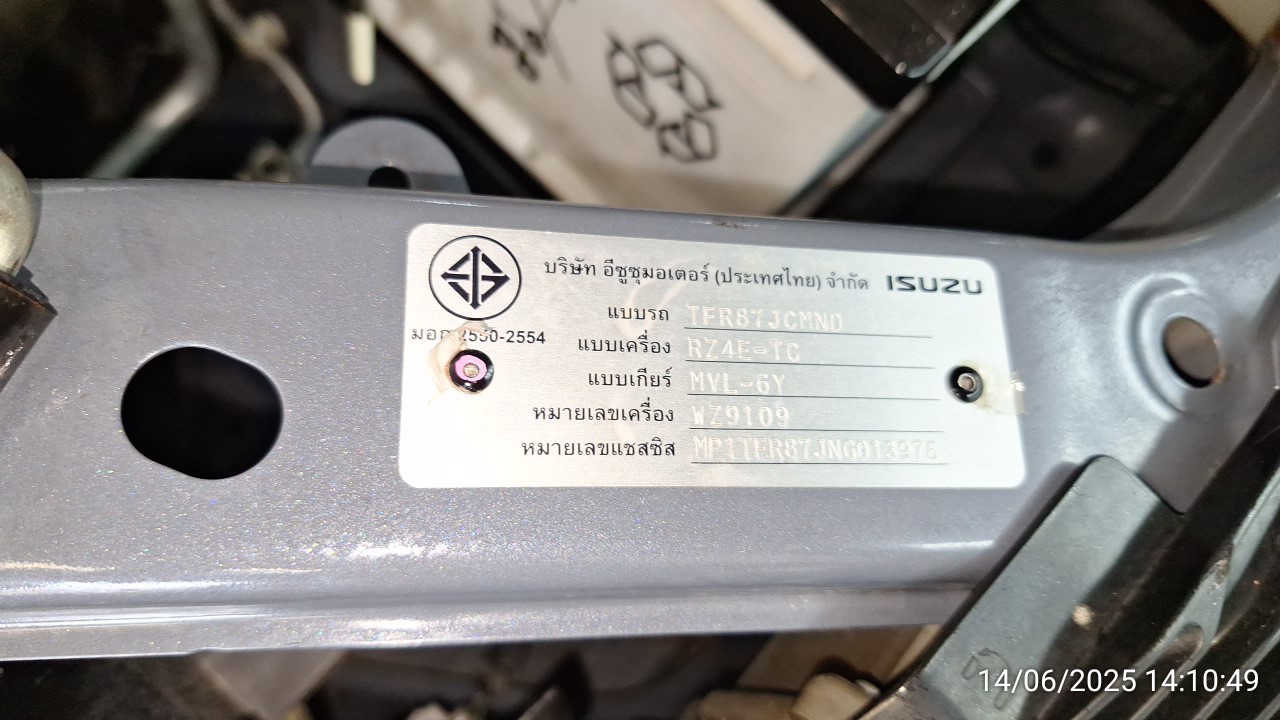 บริษัท อีซูซุมอเตอร์ (ประเทศไทย) จำกัด ISUZU
มอก.2550-2554
แบบรถ TFR87JCMND
แบบเครื่อง RZ4E-TC
แบบเกียร์ MVL-6Y
หมายเลขเครื่อง WZ9109
หมายเลขแชสซิส MP1TFR87JNG013976
14/06/2025 14:10:49